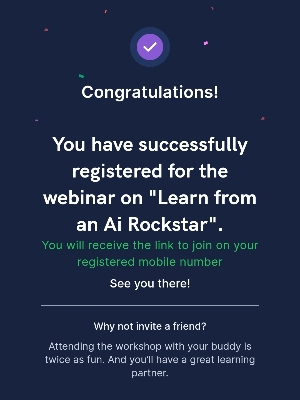 Congratulations!
You have successfully
registered for the
webinar on "Learn from
an Ai Rockstar".
You will receive the link to join on your
registered mobile number
See you there!
Why not invite a friend?
Attending the workshop with your buddy is
twice as fun. And you'll have a great learning
partner.